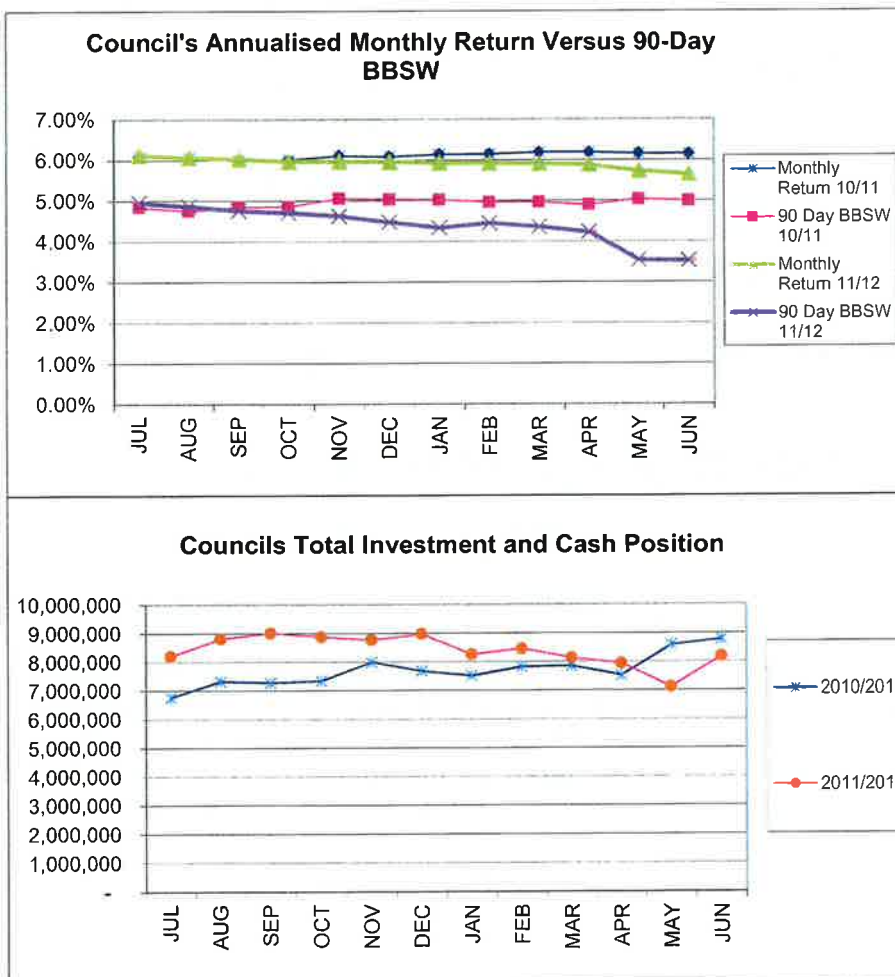 Council's Annualised Monthly Return Versus 90-Day
BBSW
7.00%
6.00%
5.00%
4.00%
3.00%
2.00%
1.00%
0.00%
JUL
AUG
SEP
OCT
NOV
DEC
JAN
FEB
MAR
APR
MAY
JUN
Monthly
Return 10/11
90 Day BBSW
10/11
Monthly
Return 11/12
90 Day BBSW
11/12
Councils Total Investment and Cash Position
10,000,000
9,000,000
8,000,000
7,000,000
6,000,000
5,000,000
4,000,000
3,000,000
2,000,000
1,000,000
-
JUL
AUG
SEP
OCT
NOV
DEC
JAN
FEB
MAR
APR
MAY
JUN
2010/201
2011/201